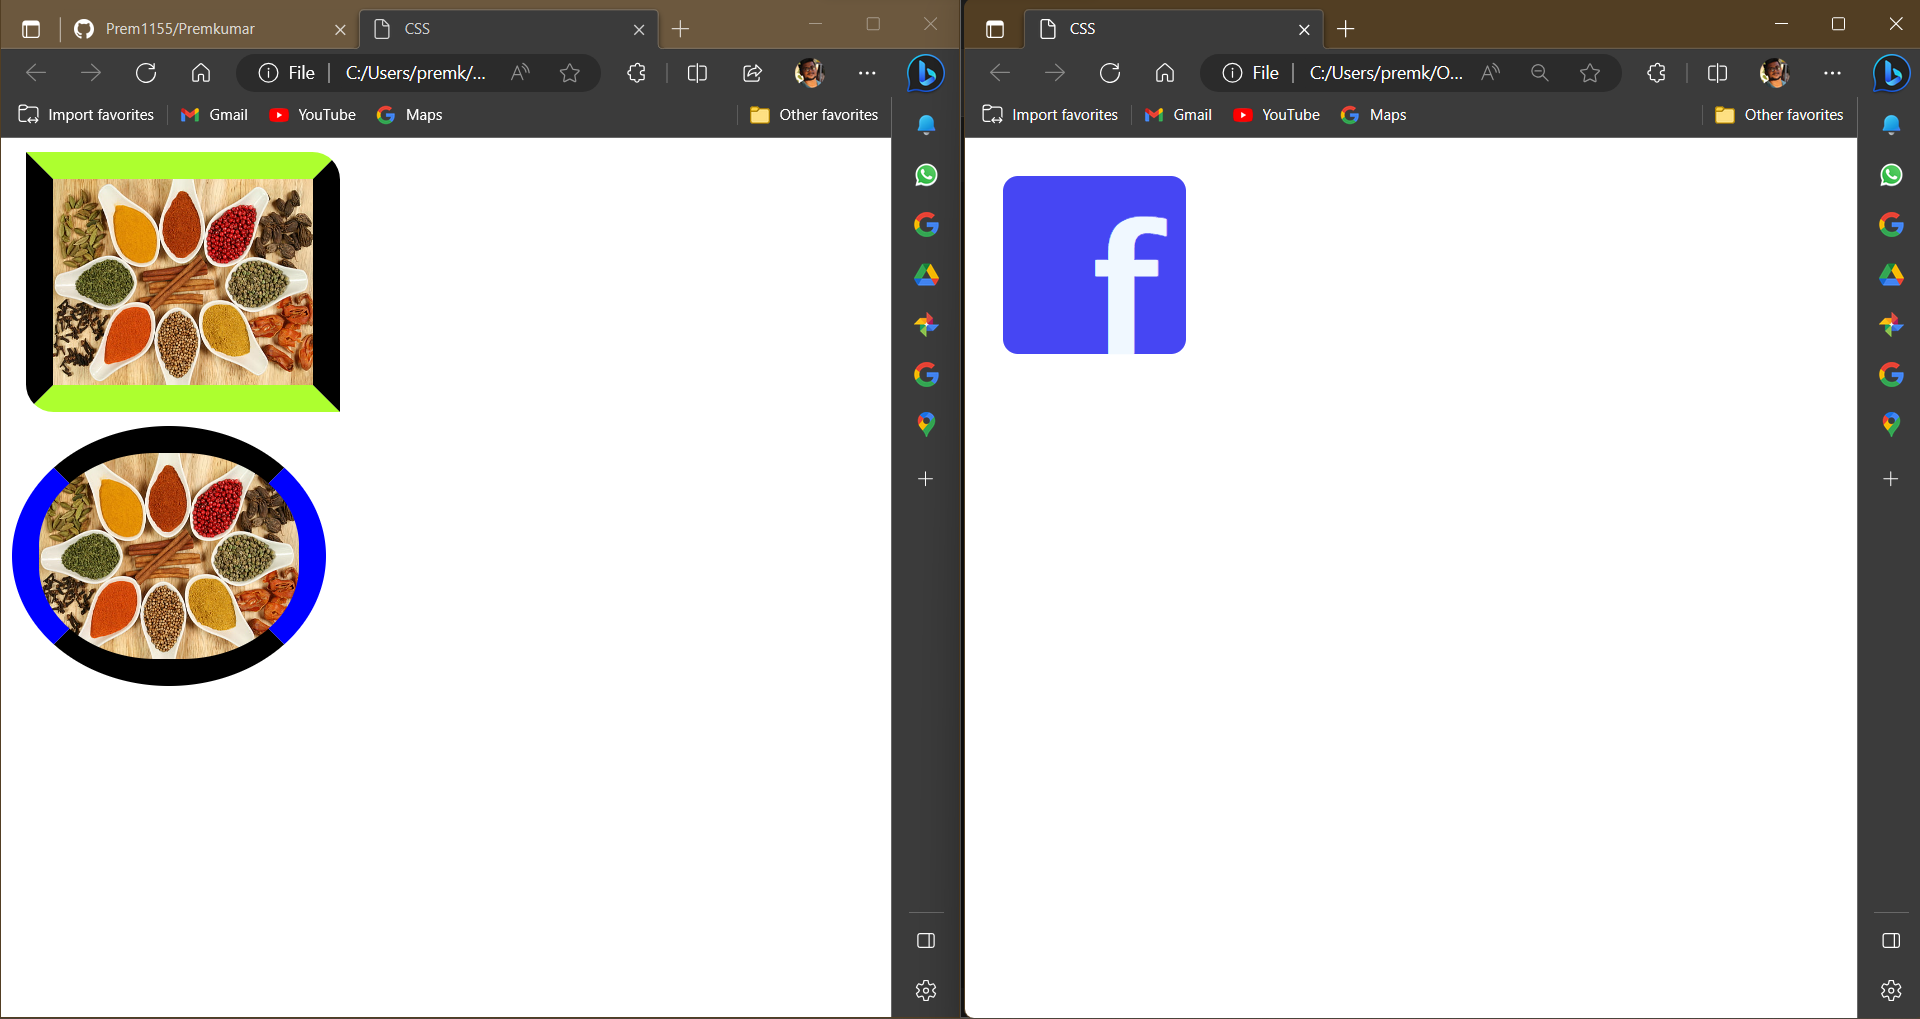 Prem1155/Premkumar
CSS
File
C:/Users/premk/...
Import favorites
Gmail
YouTube
Maps
Other favorites
CSS
File
C:/Users/premk/O...
Import favorites
Gmail
YouTube
Maps
Other favorites
f